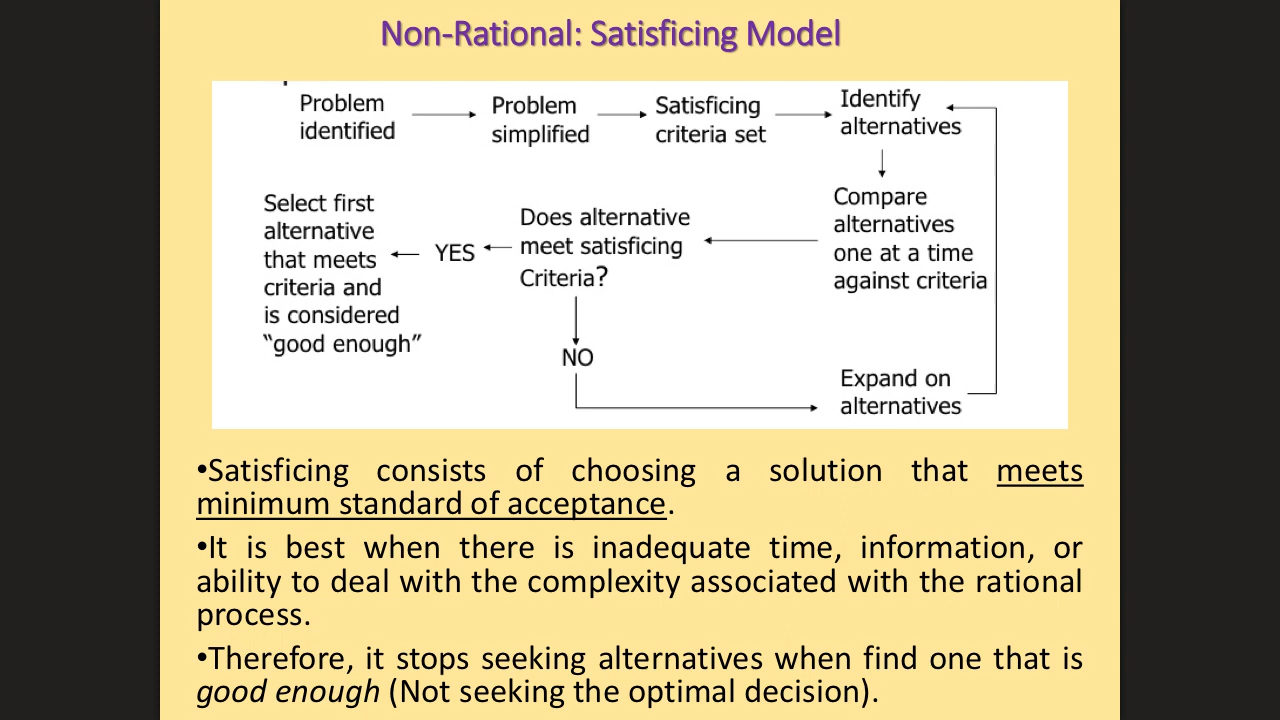 Non-Rational: Satisficing Model
Problem
identified
Problem
simplified
Satisficing
criteria set
Identify
alternatives
Compare
alternatives
one at a time
against criteria
Does alternative
meet satisficing
Criteria?
YES
Select first
alternative
that meets
criteria and
is considered
“good enough”
NO
Expand on
alternatives
•Satisficing consists of choosing a solution that meets
minimum standard of acceptance.
•It is best when there is inadequate time, information, or
ability to deal with the complexity associated with the rational
process.
•Therefore, it stops seeking alternatives when find one that is
good enough (Not seeking the optimal decision).